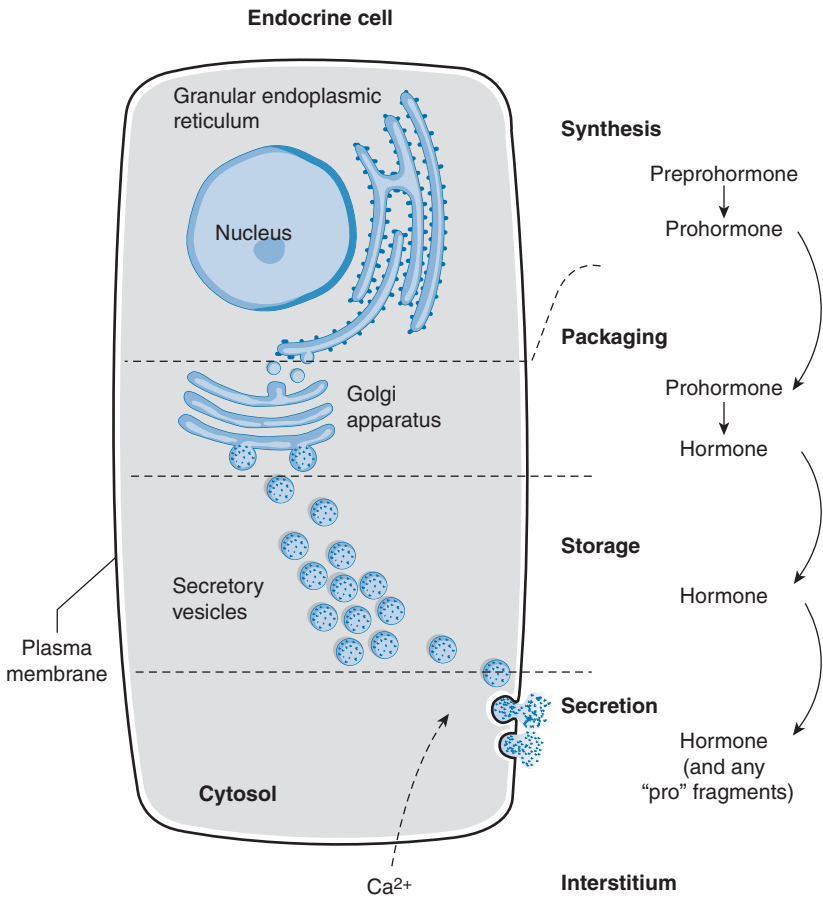 Endocrine cell
Granular endoplasmic
reticulum
Synthesis
Preprohormone
Prohormone
Nucleus
Packaging
Prohormone
Golgi
apparatus
Hormone
Storage
Secretory
vesicles
Hormone
Plasma
membrane
Secretion
Hormone
(and any
“pro” fragments)
Cytosol
Ca²⁺
Interstitium